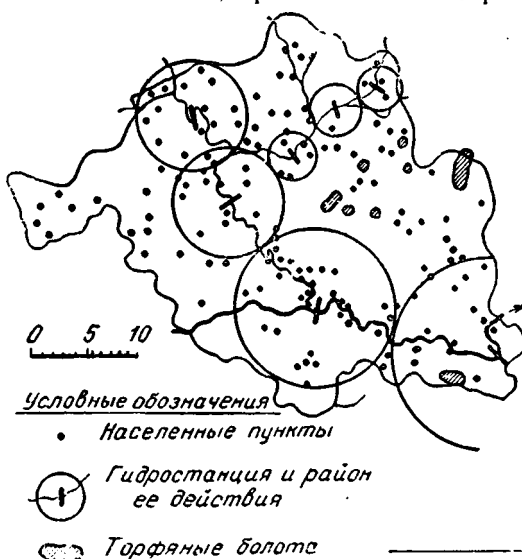 0 5 10
Условные обозначения
Населенные пункты
Гидростанция и район
ее действия
Торфяные болота